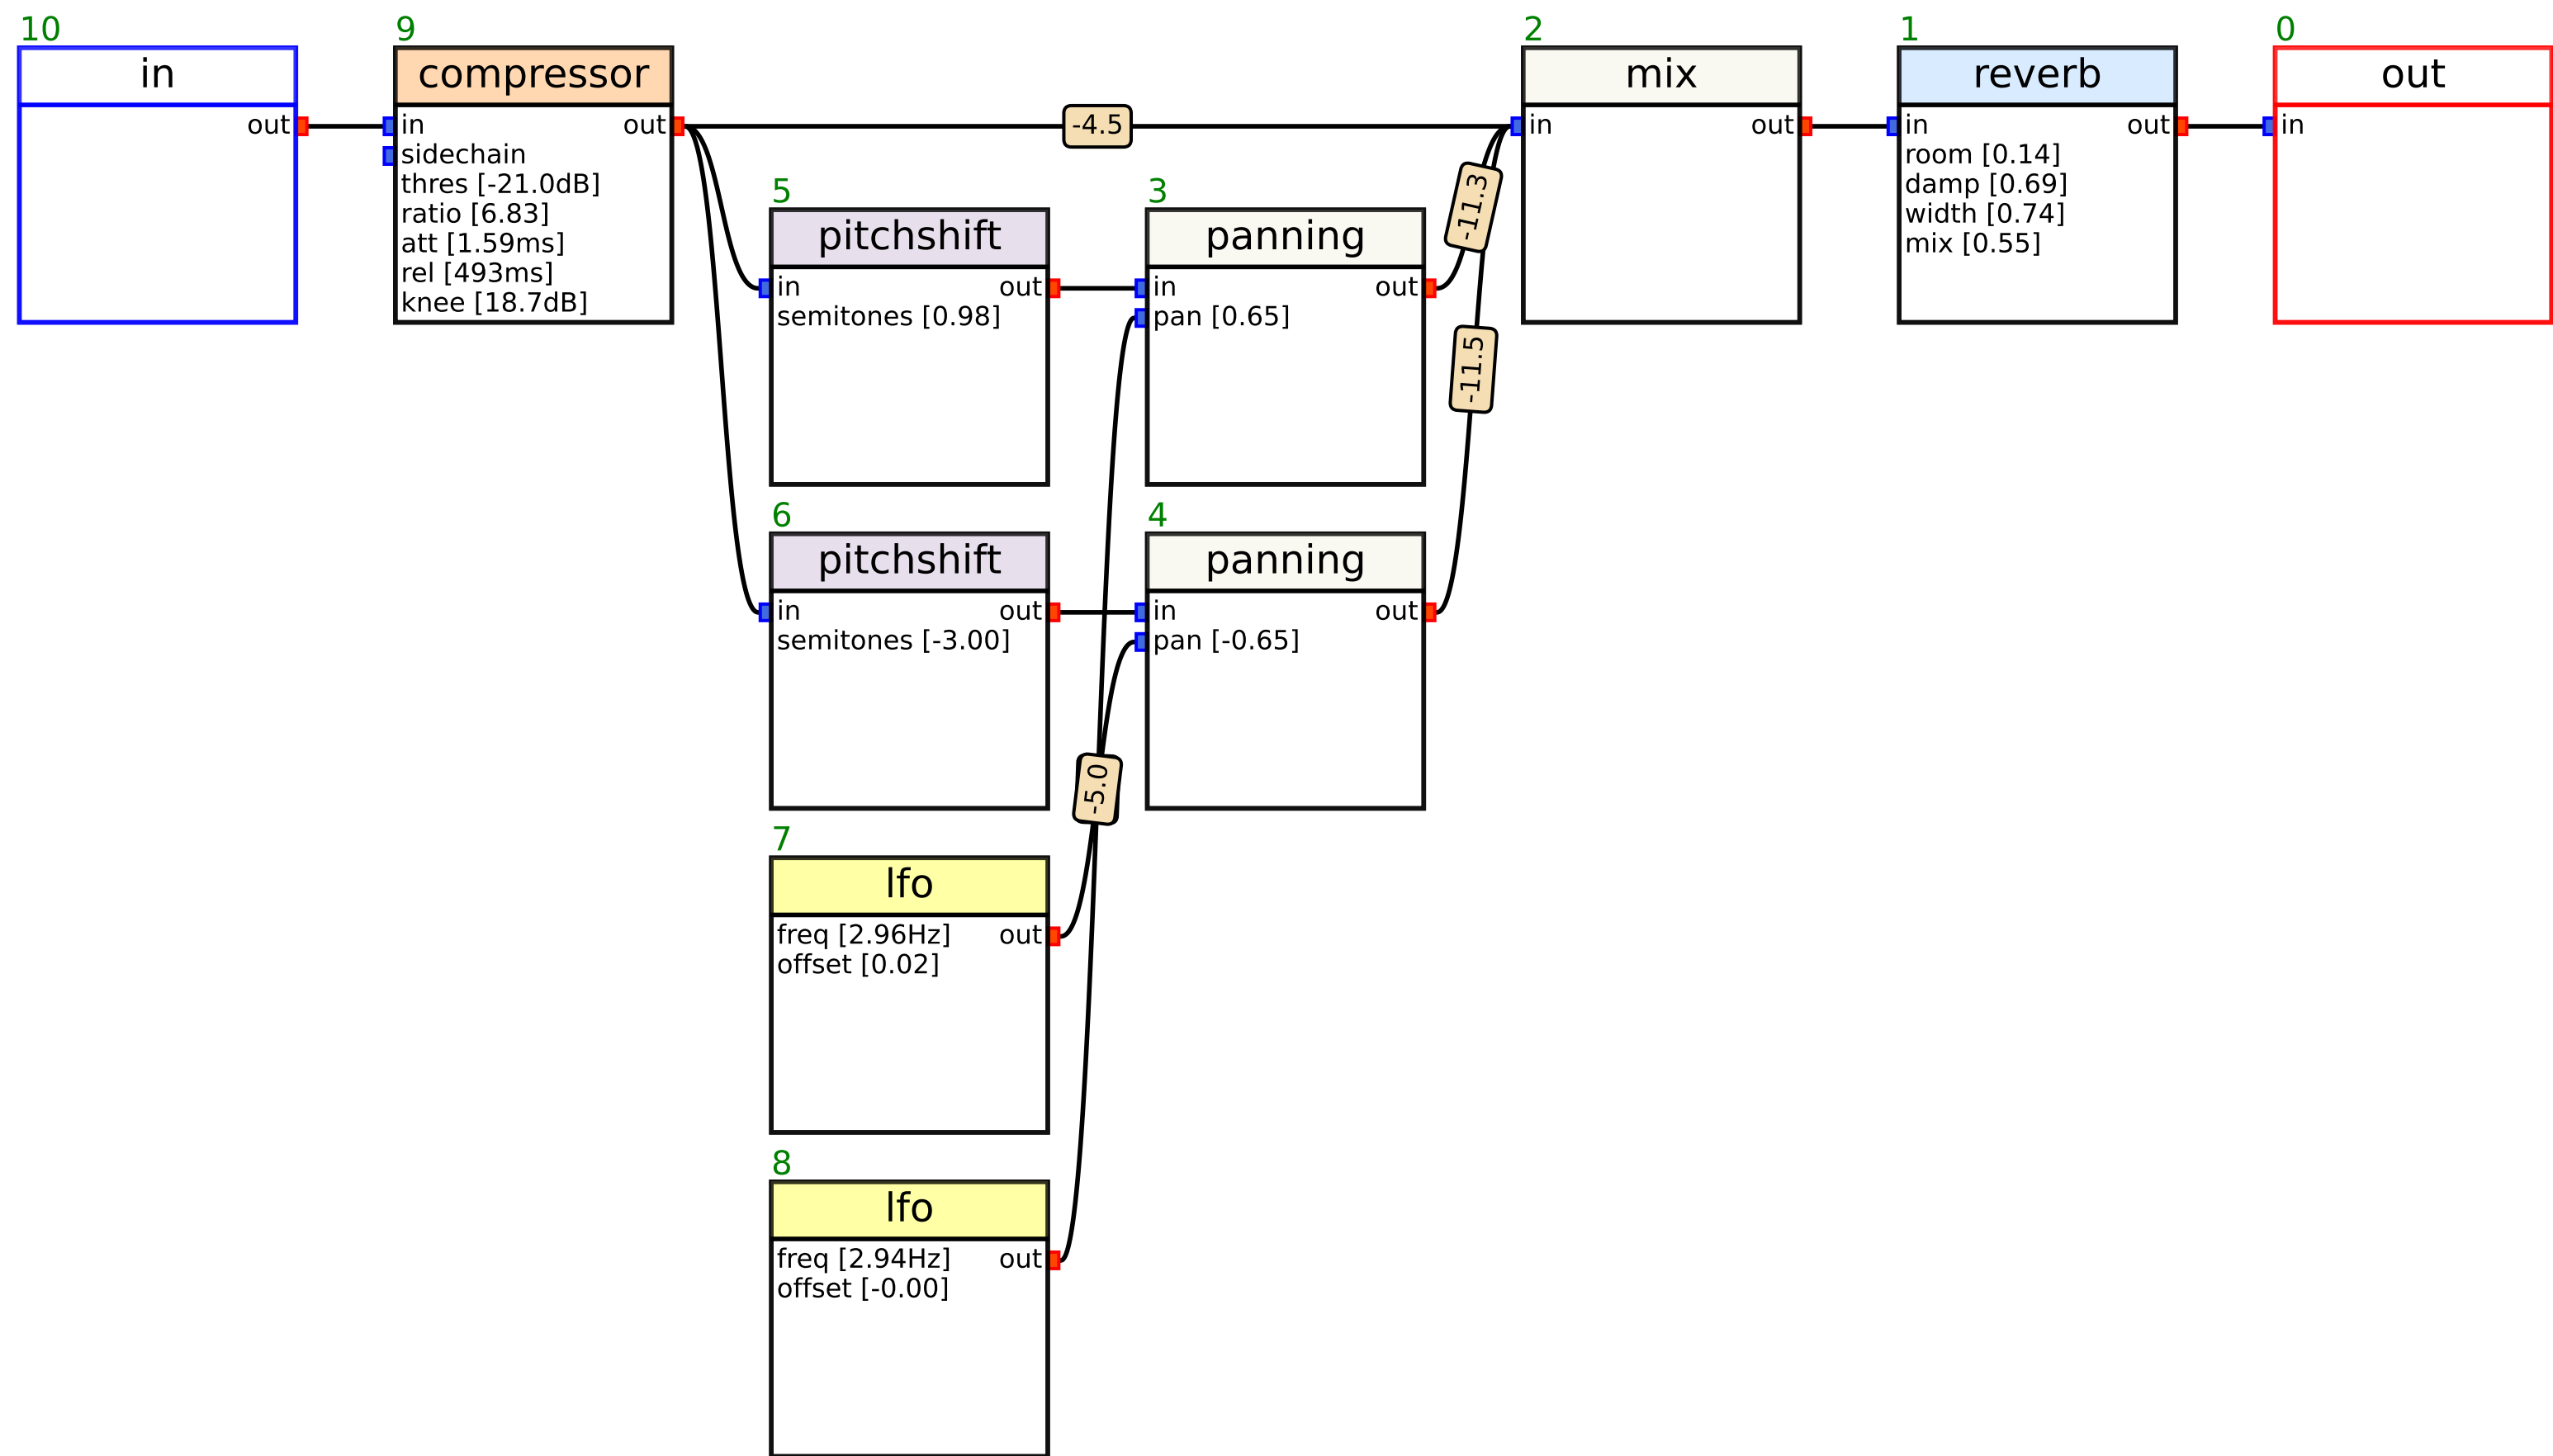 10
in
out
9
compressor
in out
sidechain
thres [-21.0dB]
ratio [6.83]
att [1.59ms]
rel [493ms]
knee [18.7dB]
-4.5
5
pitchshift
in out
semitones [0.98]
3
panning
in out
pan [0.65]
-11.3
-11.5
6
pitchshift
in out
semitones [-3.00]
4
panning
in out
pan [-0.65]
-5.0
7
lfo
freq [2.96Hz] out
offset [0.02]
8
lfo
freq [2.94Hz] out
offset [-0.00]
2
mix
in out
1
reverb
in out
room [0.14]
damp [0.69]
width [0.74]
mix [0.55]
0
out
in